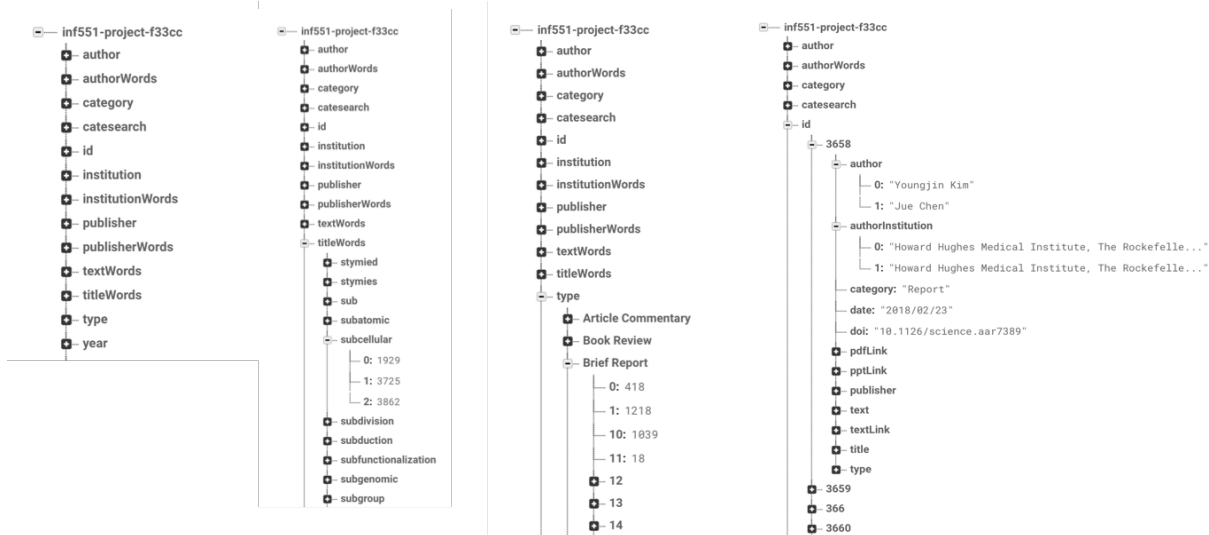 inf551-project-f33cc
author
authorWords
category
catesearch
id
institution
institutionWords
publisher
publisherWords
textWords
titleWords
type
year
inf551-project-f33cc
author
authorWords
category
catesearch
id
institution
institutionWords
publisher
publisherWords
textWords
titleWords
stymied
stymies
sub
subatomic
subcellular
0: 1929
1: 3725
2: 3862
subdivision
subduction
subfunctionalization
subgenomic
subgroup
inf551-project-f33cc
author
authorWords
category
catesearch
id
institution
institutionWords
publisher
publisherWords
textWords
titleWords
type
Article Commentary
Book Review
Brief Report
0: 418
1: 1218
10: 1039
11: 18
12
13
14
inf551-project-f33cc
author
authorWords
category
catesearch
id
3658
author
0: "Youngjin Kim"
1: "Jue Chen"
authorInstitution
0: "Howard Hughes Medical Institute, The Rockefelle..."
1: "Howard Hughes Medical Institute, The Rockefelle..."
category: "Report"
date: "2018/02/23"
doi: "10.1126/science.aar7389"
pdfLink
pptLink
publisher
text
textLink
title
type
3659
366
3660